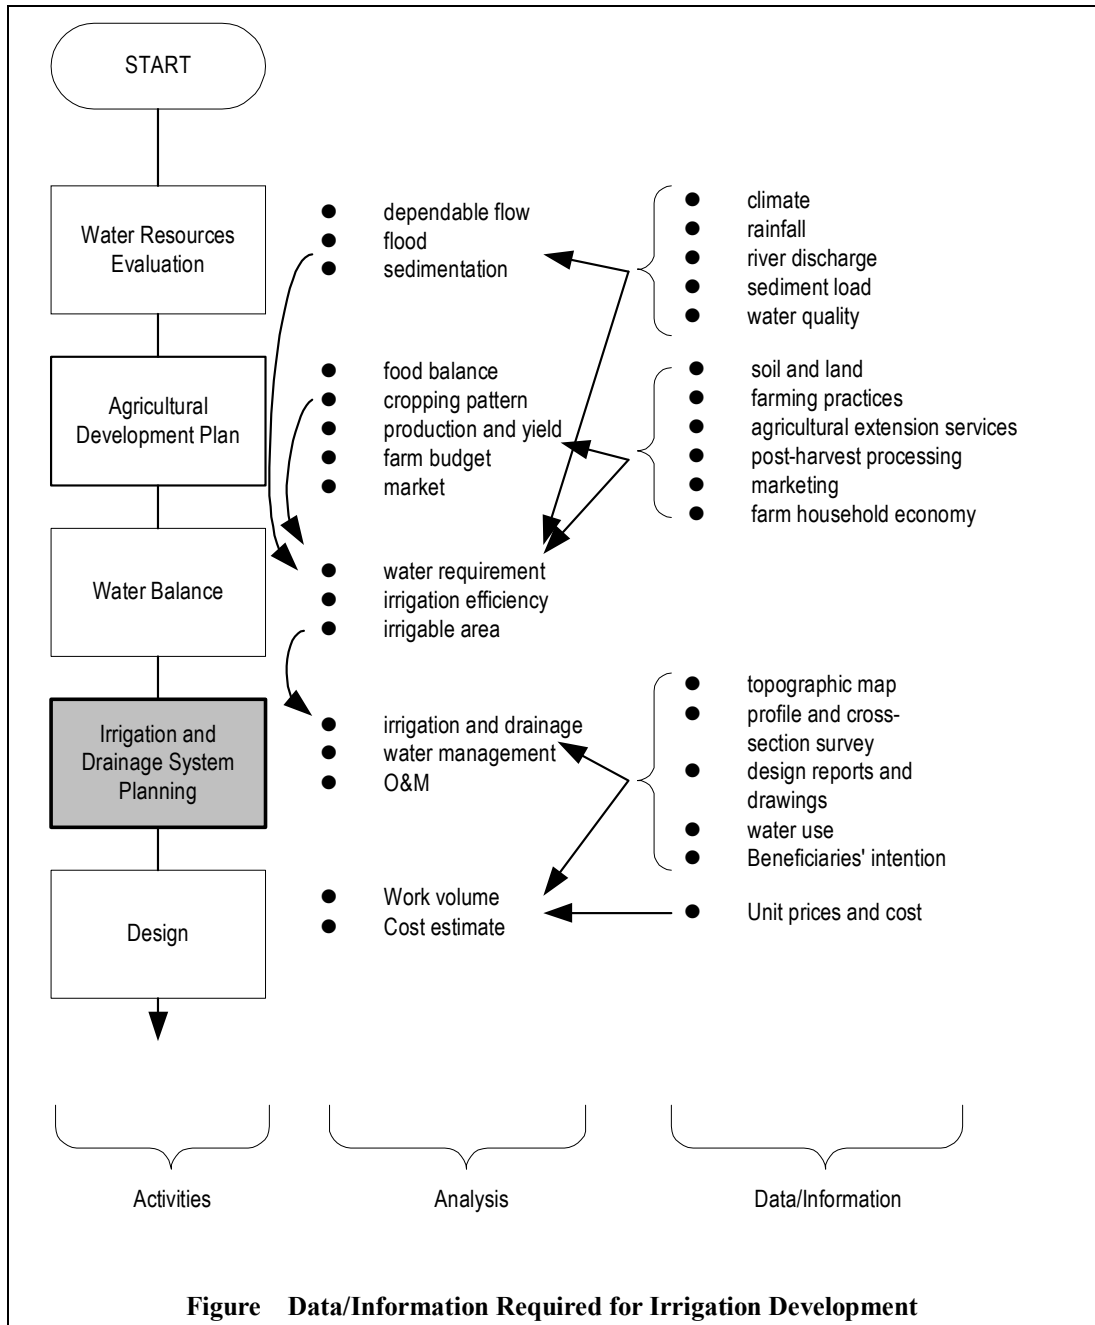 START
Water Resources
Evaluation
● dependable flow
● flood
● sedimentation
● climate
● rainfall
● river discharge
● sediment load
● water quality
Agricultural
Development Plan
● food balance
● cropping pattern
● production and yield
● farm budget
● market
● soil and land
● farming practices
● agricultural extension services
● post-harvest processing
● marketing
● farm household economy
Water Balance
● water requirement
● irrigation efficiency
● irrigable area
Irrigation and
Drainage System
Planning
● irrigation and drainage
● water management
● O&M
● topographic map
● profile and cross-
section survey
● design reports and
drawings
● water use
● Beneficiaries' intention
Design
● Work volume
● Cost estimate
● Unit prices and cost
Activities
Analysis
Data/Information
Figure Data/Information Required for Irrigation Development